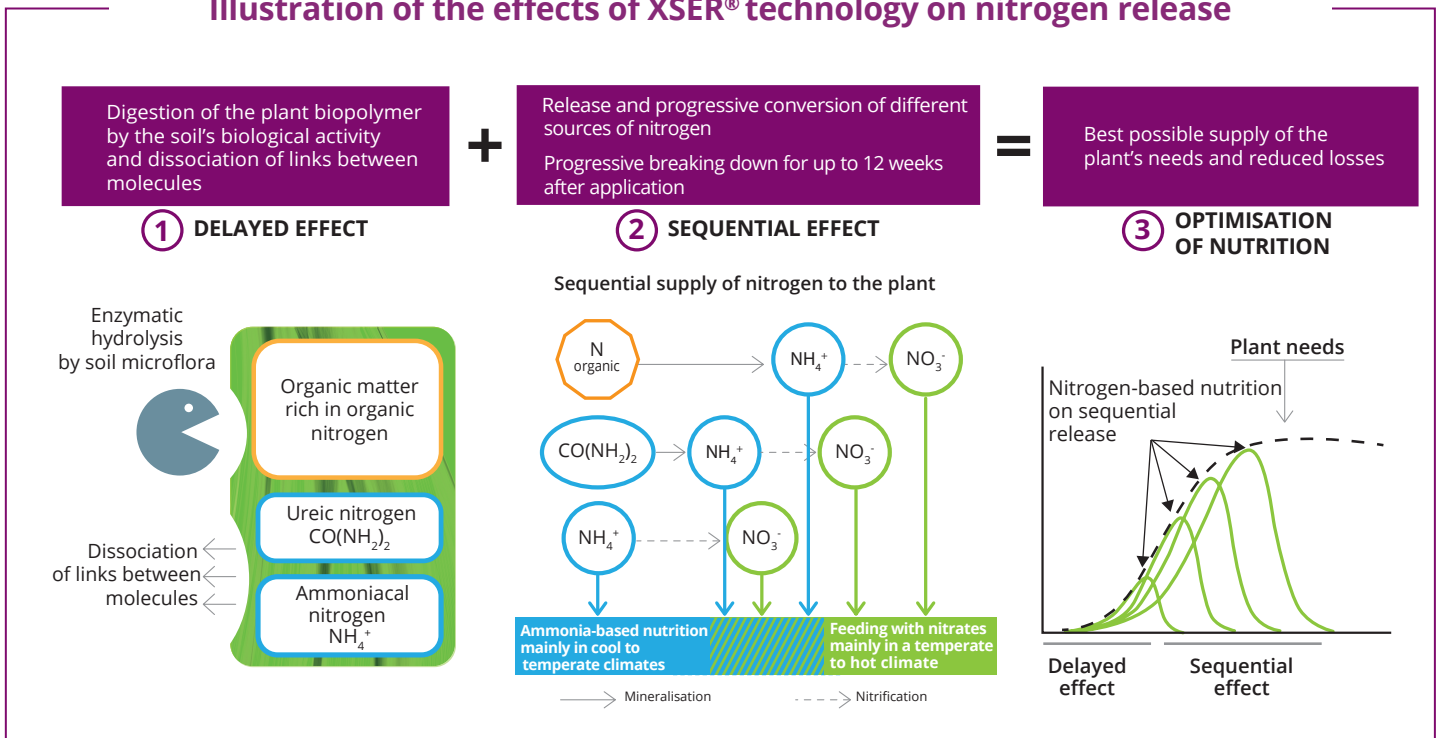 Illustration of the effects of XSER® technology on nitrogen release
Digestion of the plant biopolymer
by the soil's biological activity
and dissociation of links between
molecules
+
Release and progressive conversion of different
sources of nitrogen
Progressive breaking down for up to 12 weeks
after application
=
Best possible supply of the
plant's needs and reduced losses
1 DELAYED EFFECT
2 SEQUENTIAL EFFECT
3 OPTIMISATION
OF NUTRITION
Enzymatic
hydrolysis
by soil microflora
Organic matter
rich in organic
nitrogen
Ureic nitrogen
CO(NH₂)₂
Ammoniacal
nitrogen
NH₄⁺
Dissociation
of links between
molecules
Sequential supply of nitrogen to the plant
N
organic
NH₄⁺
NO₃⁻
CO(NH₂)₂
NH₄⁺
NO₃⁻
NH₄⁺
NO₃⁻
Ammonia-based nutrition
mainly in cool to
temperate climates
Feeding with nitrates
mainly in a temperate
to hot climate
Mineralisation
Nitrification
Plant needs
Nitrogen-based nutrition
on sequential
release
Delayed
effect
Sequential
effect